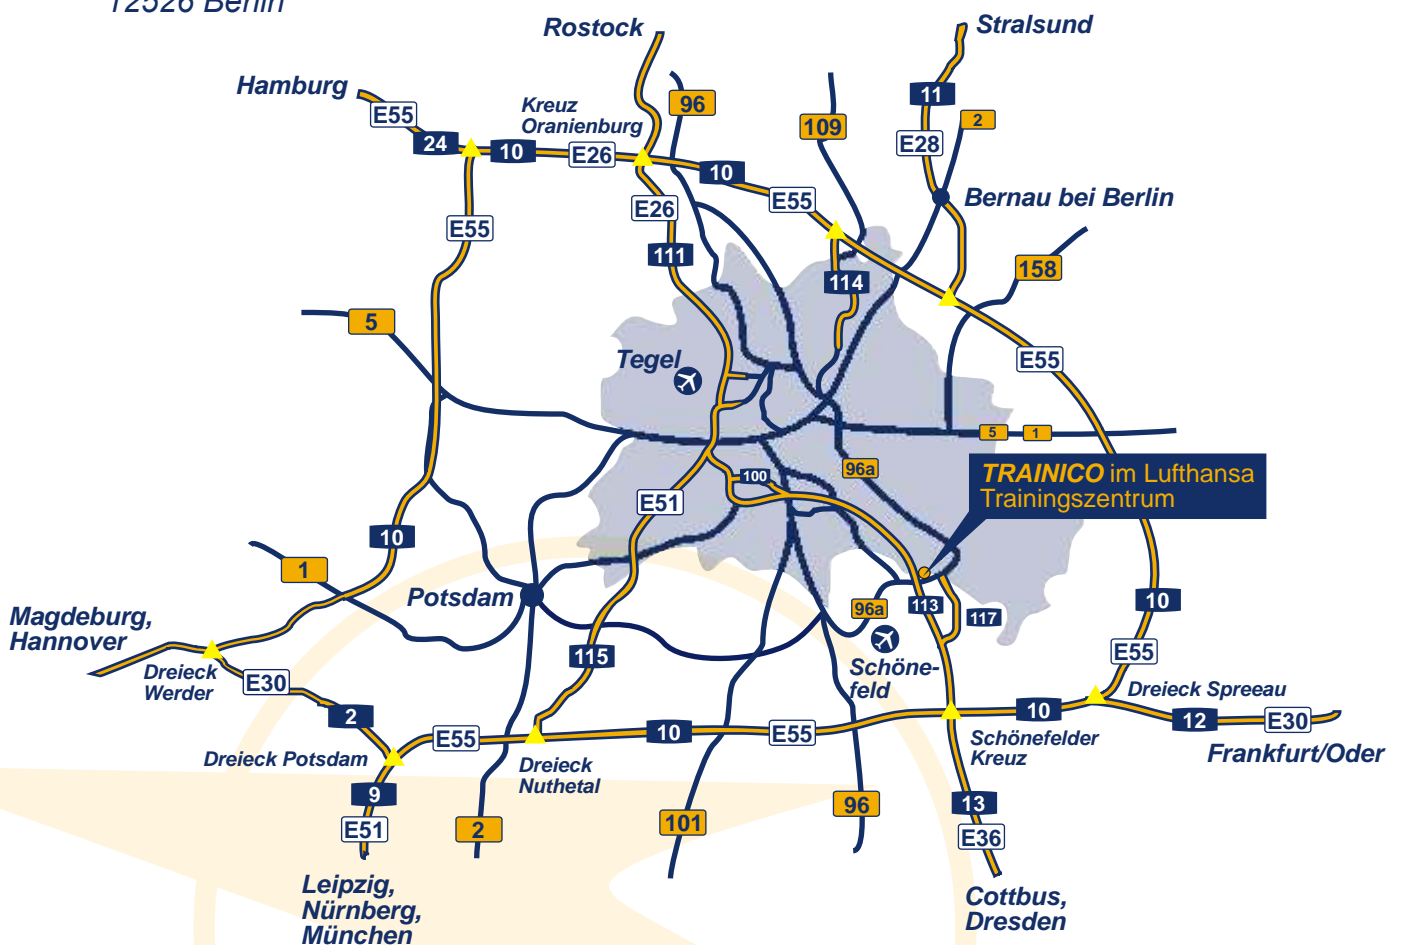 12526 Berlin
Rostock
Stralsund
Hamburg
E55
24
10
Kreuz
Oranienburg
E26
96
109
11
2
E28
10
E55
Bernau bei Berlin
E26
111
E55
114
158
5
Tegel
E55
5
1
96a
100
E51
TRAINICO im Lufthansa
Trainingszentrum
10
1
Potsdam
96a
113
117
10
Magdeburg,
Hannover
Dreieck
Werder
E30
2
115
Schöne-
feld
E55
Dreieck Spreeau
10
12
E30
Frankfurt/Oder
Schönefelder
Kreuz
Dreieck Potsdam
E55
10
E55
Dreieck
Nuthetal
9
E51
2
101
96
13
E36
Leipzig,
Nürnberg,
München
Cottbus,
Dresden